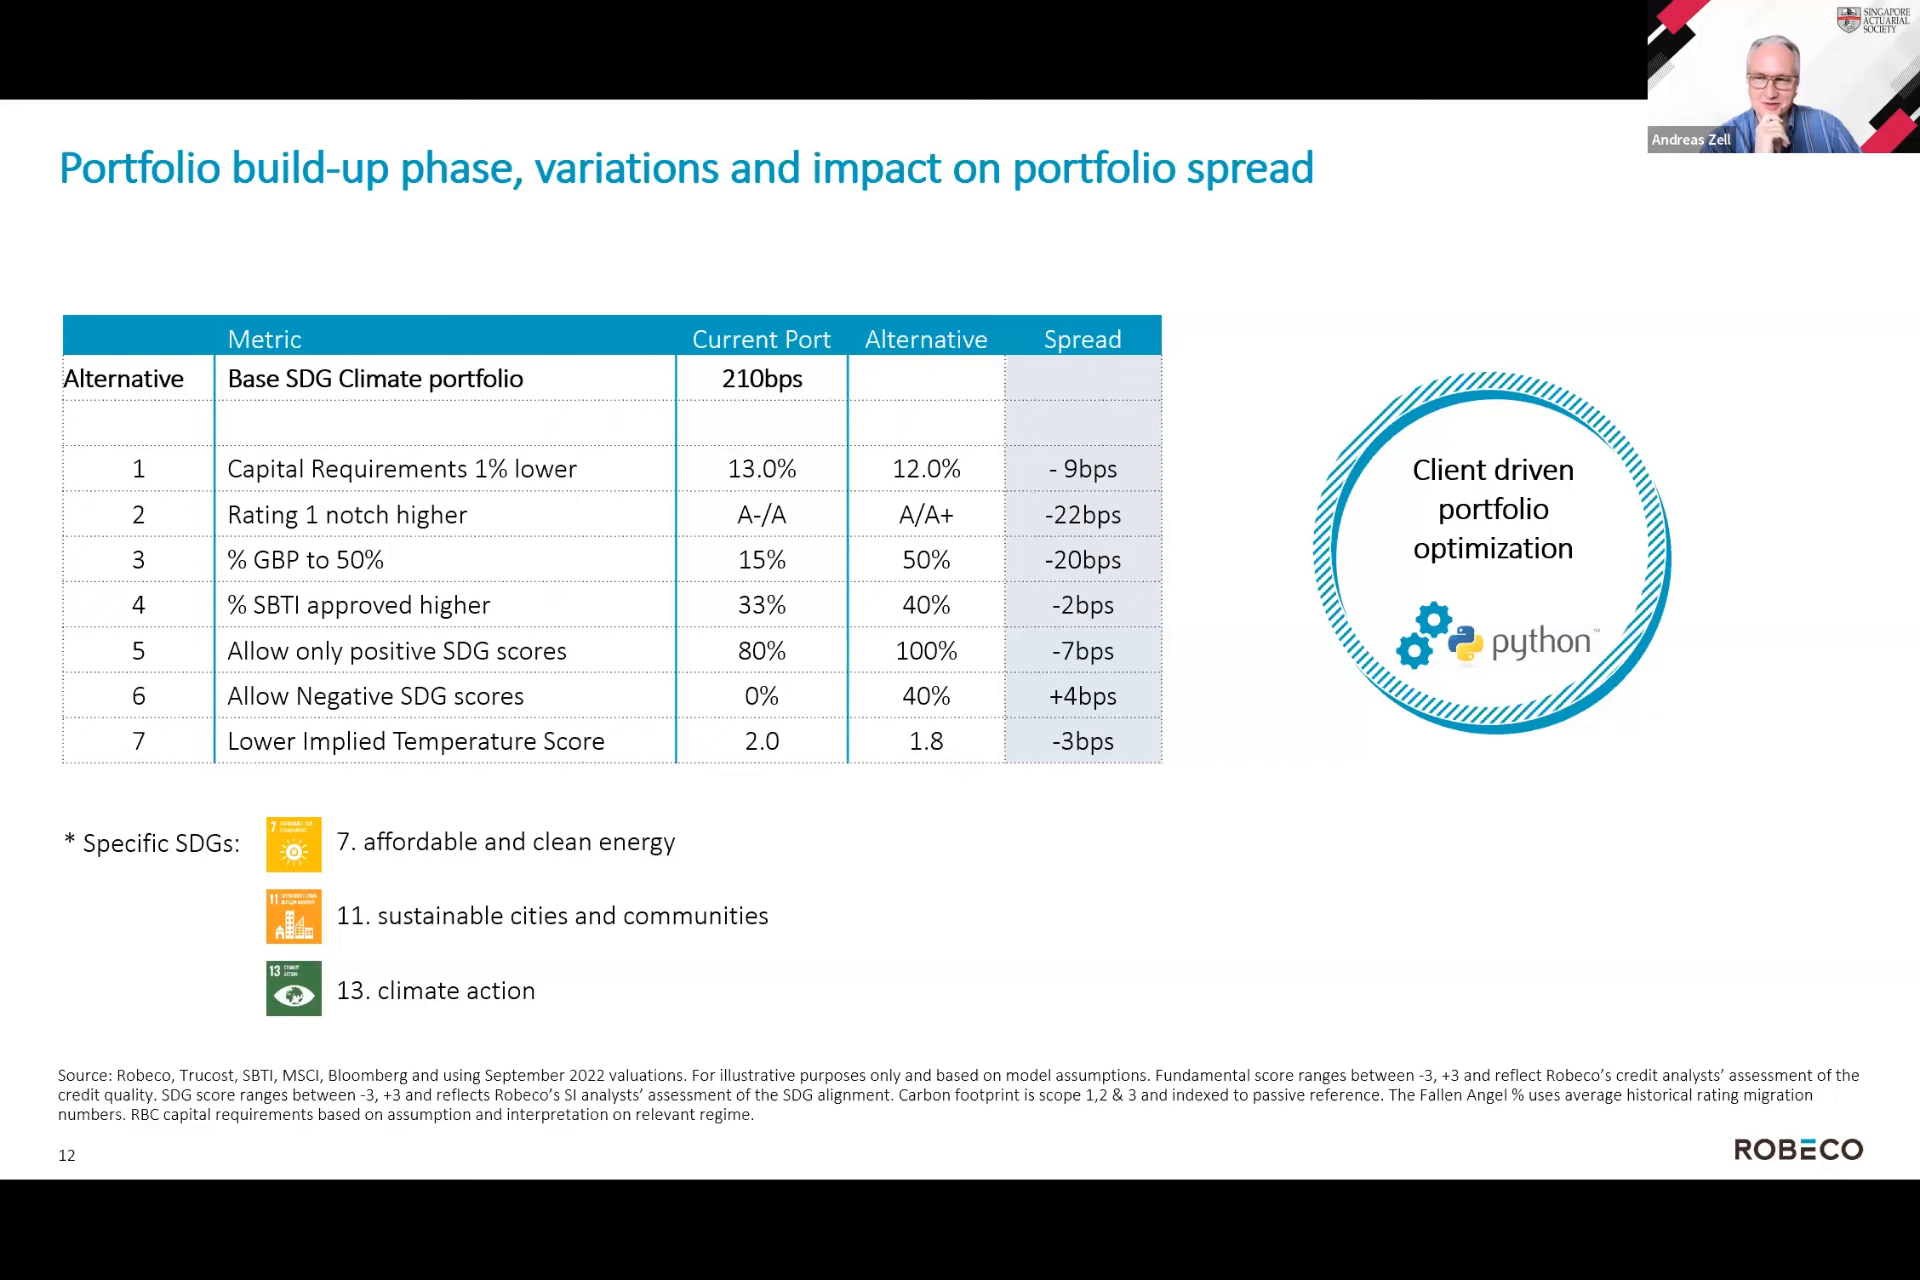 SINGAPORE
ACTUARIAL
SOCIETY
Andreas Zell
Portfolio build-up phase, variations and impact on portfolio spread
Metric Current Port Alternative Spread
Alternative Base SDG Climate portfolio 210bps
1 Capital Requirements 1% lower 13.0% 12.0% - 9bps
2 Rating 1 notch higher A-/A A/A+ -22bps
3 % GBP to 50% 15% 50% -20bps
4 % SBTI approved higher 33% 40% -2bps
5 Allow only positive SDG scores 80% 100% -7bps
6 Allow Negative SDG scores 0% 40% +4bps
7 Lower Implied Temperature Score 2.0 1.8 -3bps
Client driven
portfolio
optimization
python™
* Specific SDGs:
7
7. affordable and clean energy
11
11. sustainable cities and communities
13 CLIMATE
ACTION
13. climate action
Source: Robeco, Trucost, SBTI, MSCI, Bloomberg and using September 2022 valuations. For illustrative purposes only and based on model assumptions. Fundamental score ranges between -3, +3 and reflect Robeco's credit analysts' assessment of the
credit quality. SDG score ranges between -3, +3 and reflects Robeco's SI analysts' assessment of the SDG alignment. Carbon footprint is scope 1,2 & 3 and indexed to passive reference. The Fallen Angel % uses average historical rating migration
numbers. RBC capital requirements based on assumption and interpretation on relevant regime.
12
ROBECO